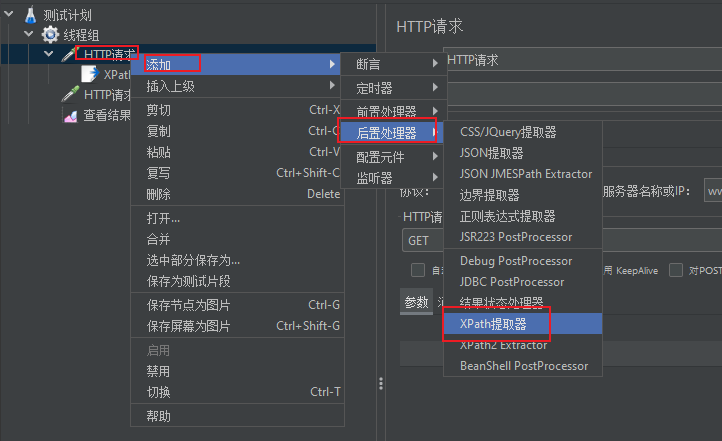 测试计划
线程组
HTTP请求
XPath
HTTP请求
查看结果
添加
插入上级
剪切 Ctrl-X
复制 Ctrl-C
粘贴 Ctrl-V
复写 Ctrl+Shift-C
删除 Delete
打开...
合并
选中部分保存为...
保存为测试片段
保存节点为图片 Ctrl-G
保存屏幕为图片 Ctrl+Shift-G
启用
禁用
切换 Ctrl-T
帮助
断言
定时器
前置处理器
后置处理器
配置元件
监听器
CSS/JQuery提取器
JSON提取器
JSON JMESPath Extractor
边界提取器
正则表达式提取器
JSR223 PostProcessor
Debug PostProcessor
JDBC PostProcessor
结果状态处理器
XPath提取器
XPath2 Extractor
BeanShell PostProcessor
HTTP请求
HTTP请求
协议:
服务器名称或IP: ww
HTTP请
GET
自
用 KeepAlive
对POST
参数